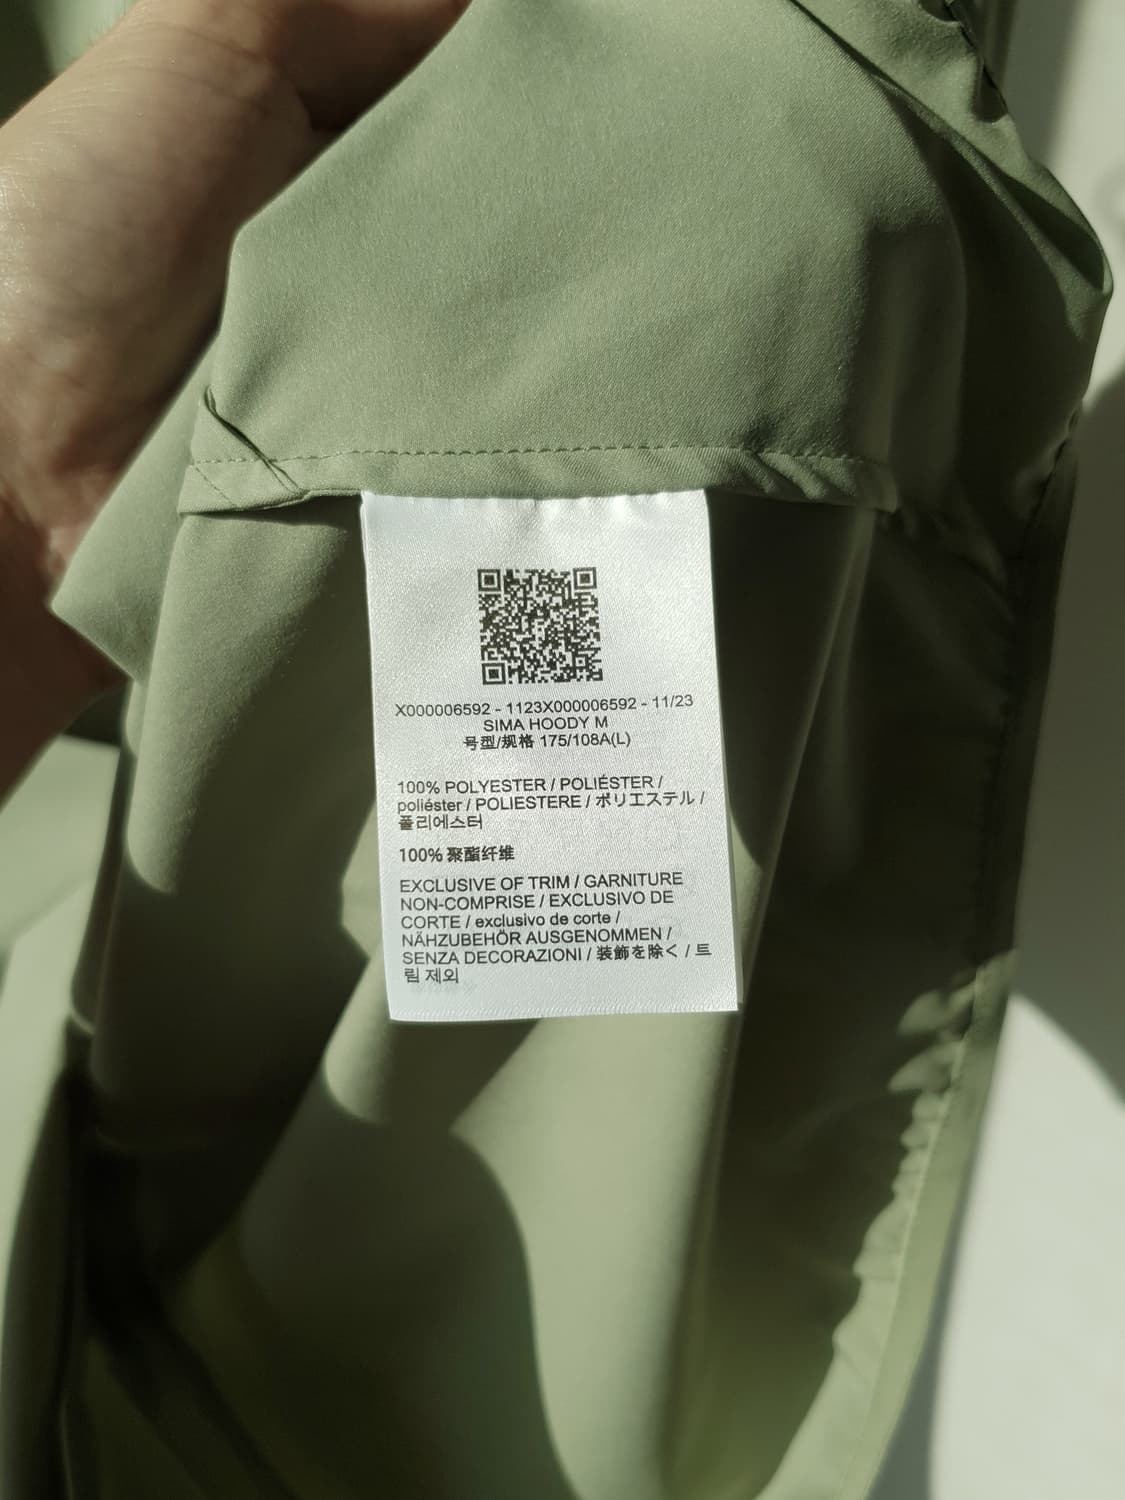 X000006592 - 1123X000006592 - 11/23
SIMA HOODY M
号型/规格 175/108A(L)
100% POLYESTER / POLIÉSTER /
poliéster / POLIESTERE / ポリエステル /
폴리에스터
100% 聚酯纤维
EXCLUSIVE OF TRIM / GARNITURE
NON-COMPRISE / EXCLUSIVO DE
CORTE / exclusivo de corte /
NÄHZUBEHÖR AUSGENOMMEN /
SENZA DECORAZIONI / 装飾を除く / 트
림 제외